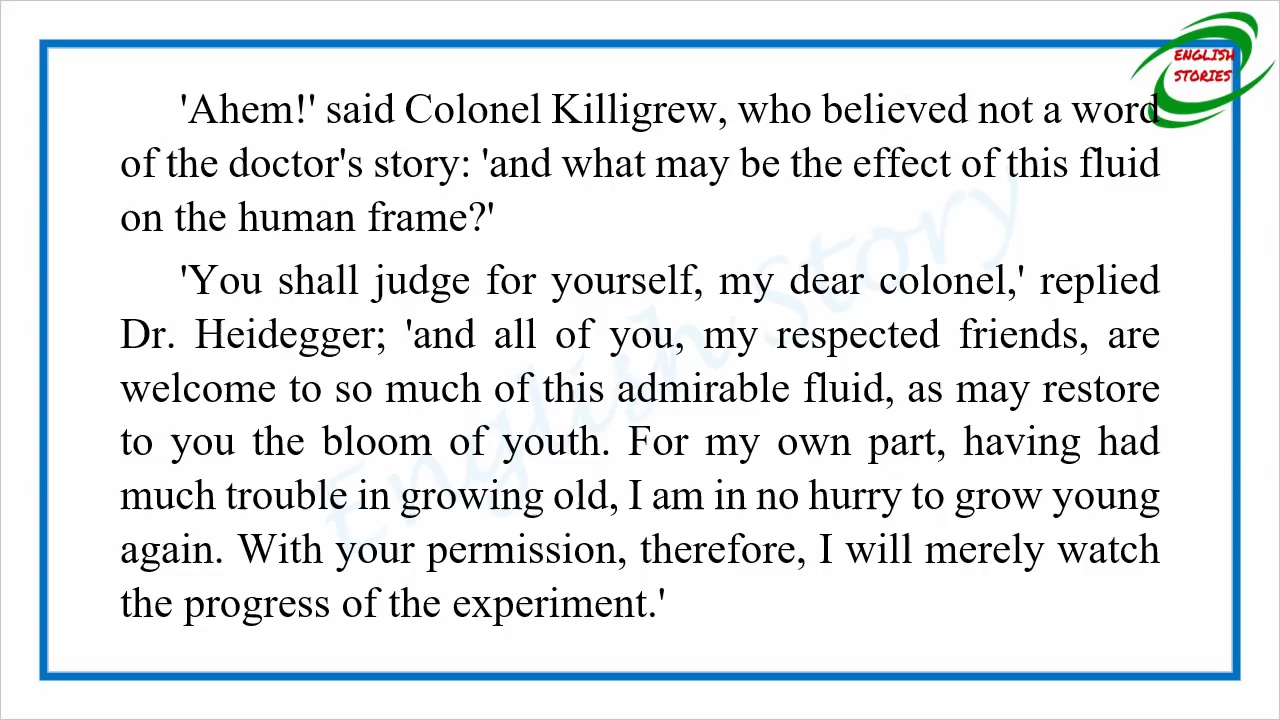 ENGLISH
STORIES
'Ahem!' said Colonel Killigrew, who believed not a word
of the doctor's story: 'and what may be the effect of this fluid
on the human frame?'
'You shall judge for yourself, my dear colonel,' replied
Dr. Heidegger; 'and all of you, my respected friends, are
welcome to so much of this admirable fluid, as may restore
to you the bloom of youth. For my own part, having had
much trouble in growing old, I am in no hurry to grow young
again. With your permission, therefore, I will merely watch
the progress of the experiment.'
English Story